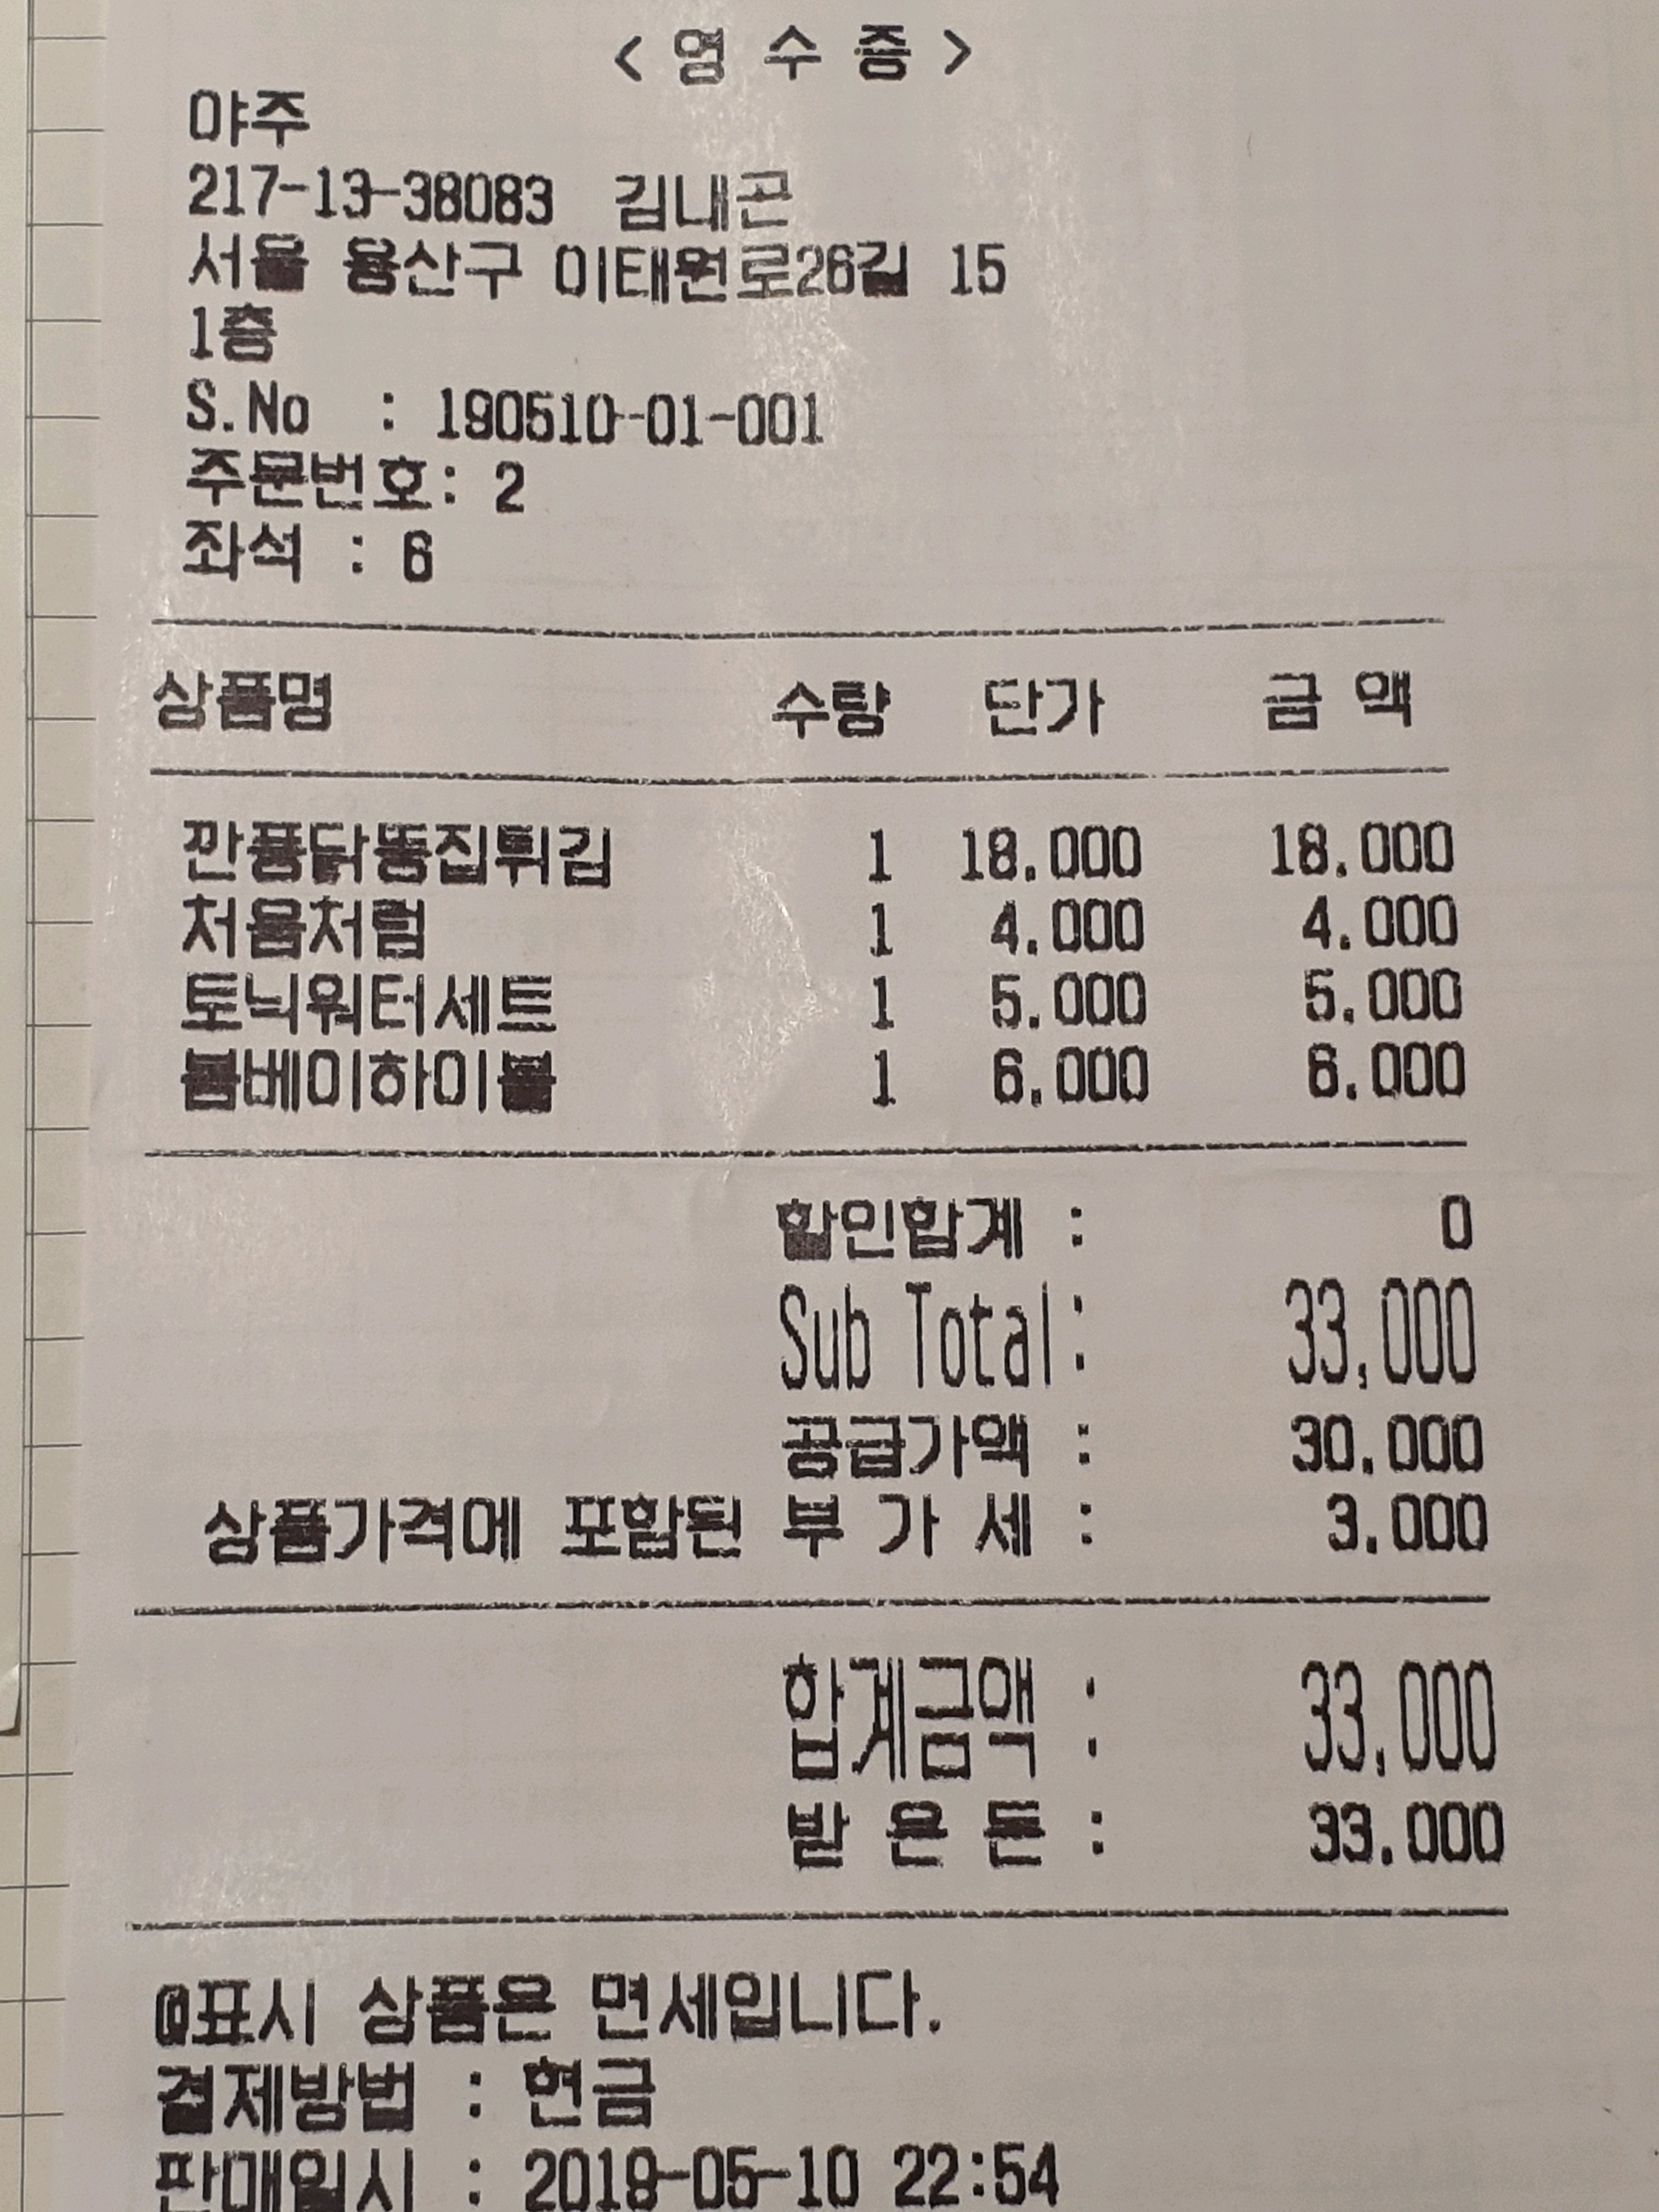 < 영 수 증 >
야주
217-13-38083 김내곤
서울 용산구 이태원로26길 15
1층
S.No : 190510-01-001
주문번호: 2
좌석 : 6
상품명 수량 단가 금 액
깐풍닭똥집튀김 1 18.000 18.000
처음처럼 1 4.000 4.000
토닉워터세트 1 5.000 5.000
봄베이하이볼 1 6.000 6.000
할인합계 : 0
Sub Total: 33,000
공급가액 : 30.000
상품가격에 포함된 부 가 세 : 3.000
합계금액 : 33,000
받 은 돈 : 33.000
@표시 상품은 면세입니다.
결제방법 : 현금
판매일시 : 2019-05-10 22:54